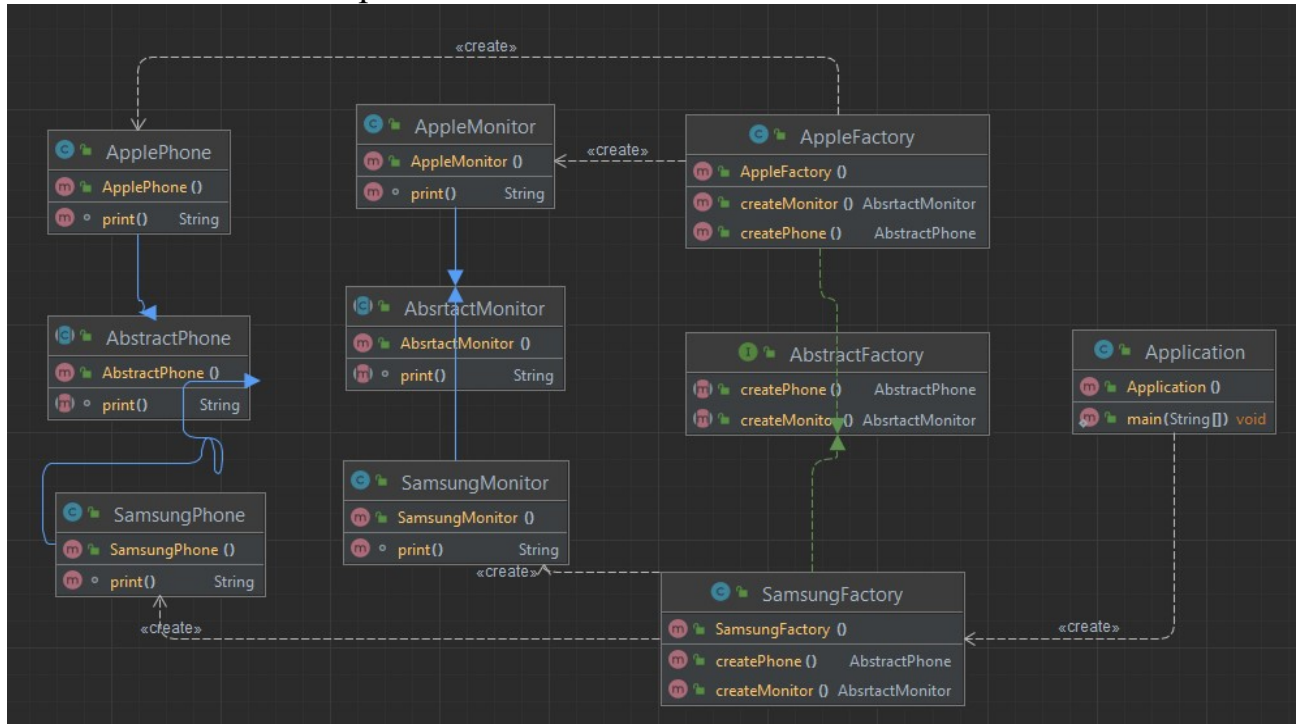 «create»
ApplePhone
ApplePhone ()
print() String
AppleMonitor
AppleMonitor ()
print() String
«create»
AppleFactory
AppleFactory ()
createMonitor () AbsrtactMonitor
createPhone () AbstractPhone
AbstractPhone
AbstractPhone ()
print() String
AbsrtactMonitor
AbsrtactMonitor ()
print() String
AbstractFactory
createPhone () AbstractPhone
createMonitor () AbsrtactMonitor
Application
Application ()
main(String[]) void
SamsungPhone
SamsungPhone ()
print() String
SamsungMonitor
SamsungMonitor ()
print() String
«create»
«create»
SamsungFactory
SamsungFactory ()
createPhone () AbstractPhone
createMonitor () AbsrtactMonitor
«create»